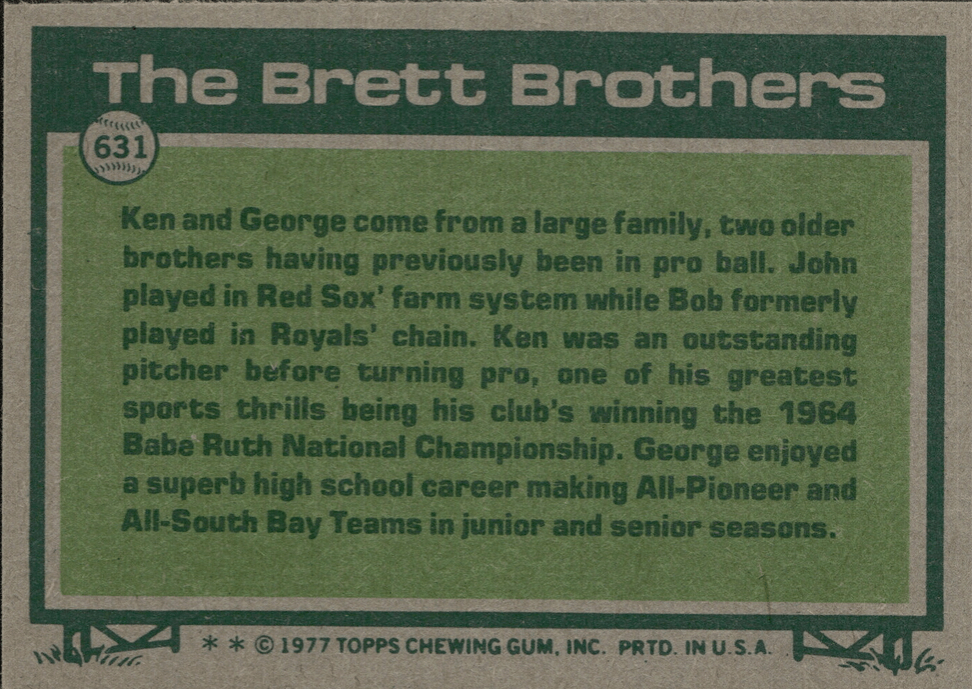 The Brett Brothers
631
Ken and George come from a large family, two older
brothers having previously been in pro ball. John
played in Red Sox' farm system while Bob formerly
played in Royals' chain. Ken was an outstanding
pitcher before turning pro, one of his greatest
sports thrills being his club's winning the 1964
Babe Ruth National Championship. George enjoyed
a superb high school career making All-Pioneer and
All-South Bay Teams in junior and senior seasons.
* * © 1977 TOPPS CHEWING GUM, INC. PRTD. IN U.S.A.